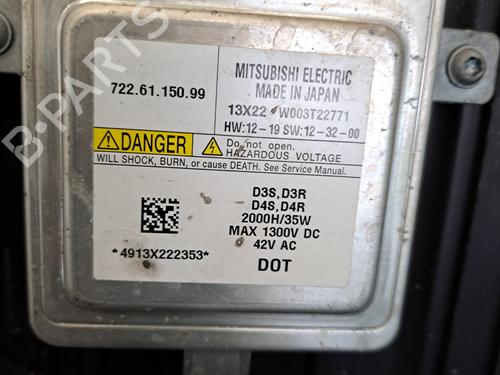 722.61.150.99
MITSUBISHI ELECTRIC
MADE IN JAPAN
13X22 W003T22771
HW:12-19 SW:12-32-00
DANGER
Do not open.
HAZARDOUS VOLTAGE
WILL SHOCK, BURN, or cause DEATH. See Service Manual.
D3S,D3R
D4S,D4R
2000H/35W
MAX 1300V DC
42V AC
*4913X222353*
DOT